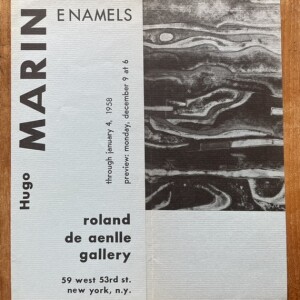 Hugo MARIN
ENAMELS
through january 4, 1958
preview: monday, december 9 at 6
roland
de aenlle
gallery
59 west 53rd st.
new york, n.y.